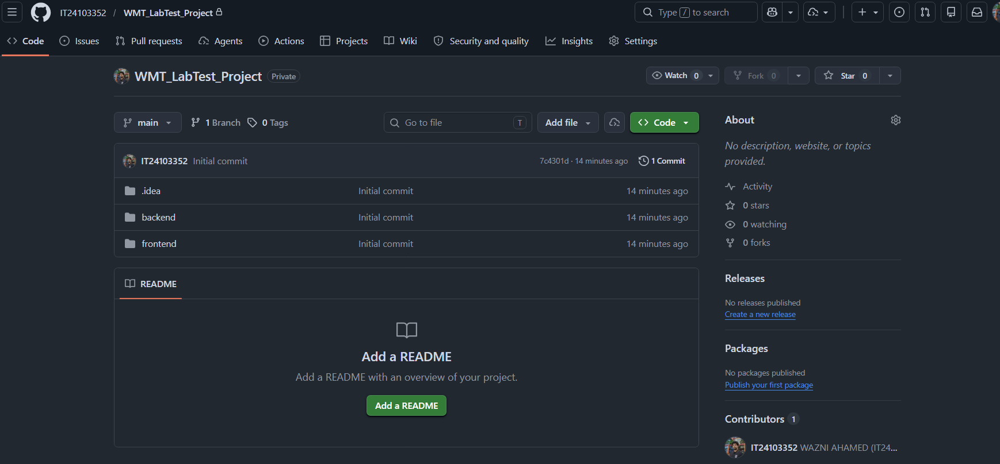 IT24103352 / WMT_LabTest_Project
Type / to search
Code Issues Pull requests Agents Actions Projects Wiki Security and quality Insights Settings
WMT_LabTest_Project Private
Watch 0 Fork 0 Star 0
main 1 Branch 0 Tags Go to file T Add file Code
IT24103352 Initial commit 7c4301d · 14 minutes ago 1 Commit
.idea Initial commit 14 minutes ago
backend Initial commit 14 minutes ago
frontend Initial commit 14 minutes ago
README
Add a README
Add a README with an overview of your project.
Add a README
About
No description, website, or topics
provided.
Activity
0 stars
0 watching
0 forks
Releases
No releases published
Create a new release
Packages
No packages published
Publish your first package
Contributors 1
IT24103352 WAZNI AHAMED (IT24...